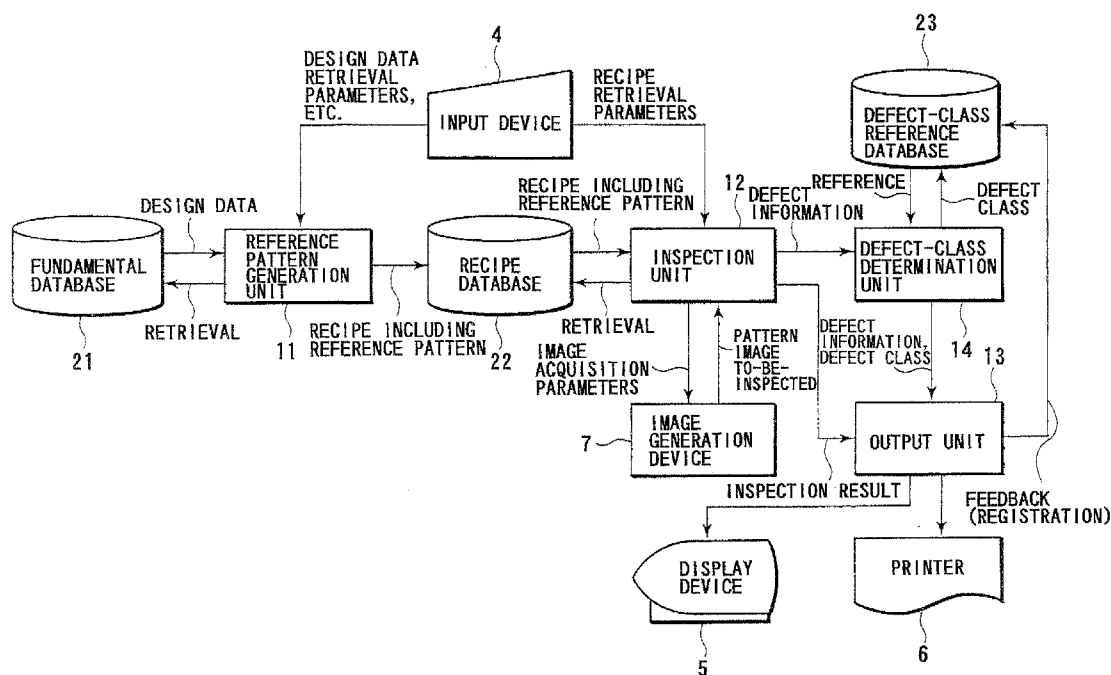 4
23
DESIGN DATA
RETRIEVAL
PARAMETERS,
ETC.
INPUT DEVICE
RECIPE
RETRIEVAL
PARAMETERS
DEFECT-CLASS
REFERENCE
DATABASE
RECIPE INCLUDING
REFERENCE PATTERN
12
DEFECT
INFORMATION
REFERENCE
DEFECT
CLASS
DESIGN DATA
FUNDAMENTAL
DATABASE
REFERENCE
PATTERN
GENERATION
UNIT
RECIPE
DATABASE
INSPECTION
UNIT
DEFECT-CLASS
DETERMINATION
UNIT
RETRIEVAL
21
11
RECIPE INCLUDING
REFERENCE PATTERN
22
RETRIEVAL
IMAGE
ACQUISITION
PARAMETERS
PATTERN
IMAGE
TO-BE-
INSPECTED
DEFECT
INFORMATION,
DEFECT CLASS
14
13
7
IMAGE
GENERATION
DEVICE
OUTPUT UNIT
INSPECTION RESULT
FEEDBACK
(REGISTRATION)
DISPLAY
DEVICE
PRINTER
5
6